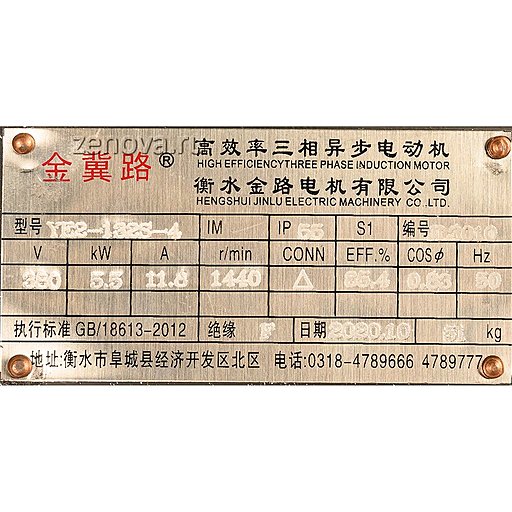 zenova.ru
金冀路®
高效率三相异步电动机
HIGH EFFICIENCYTHREE PHASE INDUCTION MOTOR
衡水金路电机有限公司
HENGSHUI JINLU ELECTRIC MACHINERY CO.,LTD.
型号 YE2-132S-4 IM IP 55 S1 编号
V kW A r/min CONN EFF.% COSφ Hz
380 5.5 11.6 1440 Δ 0.83 50
执行标准 GB/18613-2012 绝缘 F 日期 2020.10 kg
地址:衡水市阜城县经济开发区北区 电话:0318-4789666 4789777